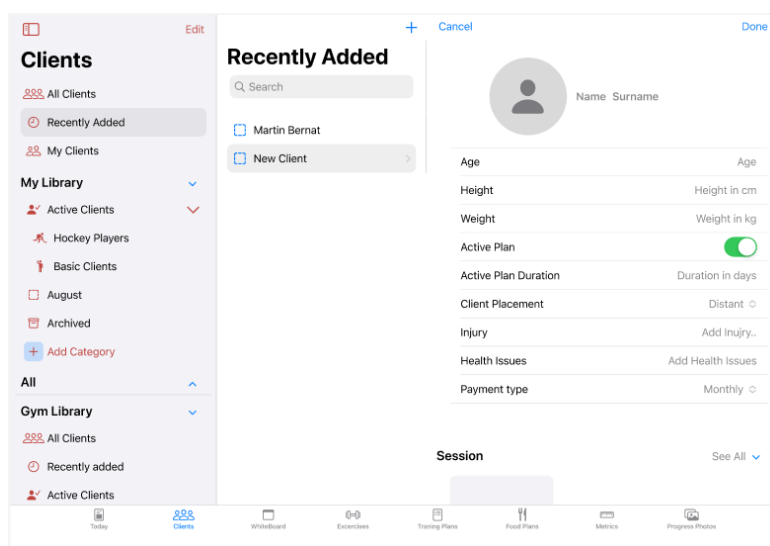 Edit
Clients
All Clients
Recently Added
My Clients
My Library
Active Clients
Hockey Players
Basic Clients
August
Archived
Add Category
All
Gym Library
All Clients
Recently added
Active Clients
Recently Added
Search
Martin Bernat
New Client
Cancel
Done
Name Surname
Age Age
Height Height in cm
Weight Weight in kg
Active Plan
Active Plan Duration Duration in days
Client Placement Distant
Injury Add Inujry..
Health Issues Add Health Issues
Payment type Monthly
Session See All
Today Clients WhiteBoard Excercises Traning Plans Food Plans Metrics Progress Photos